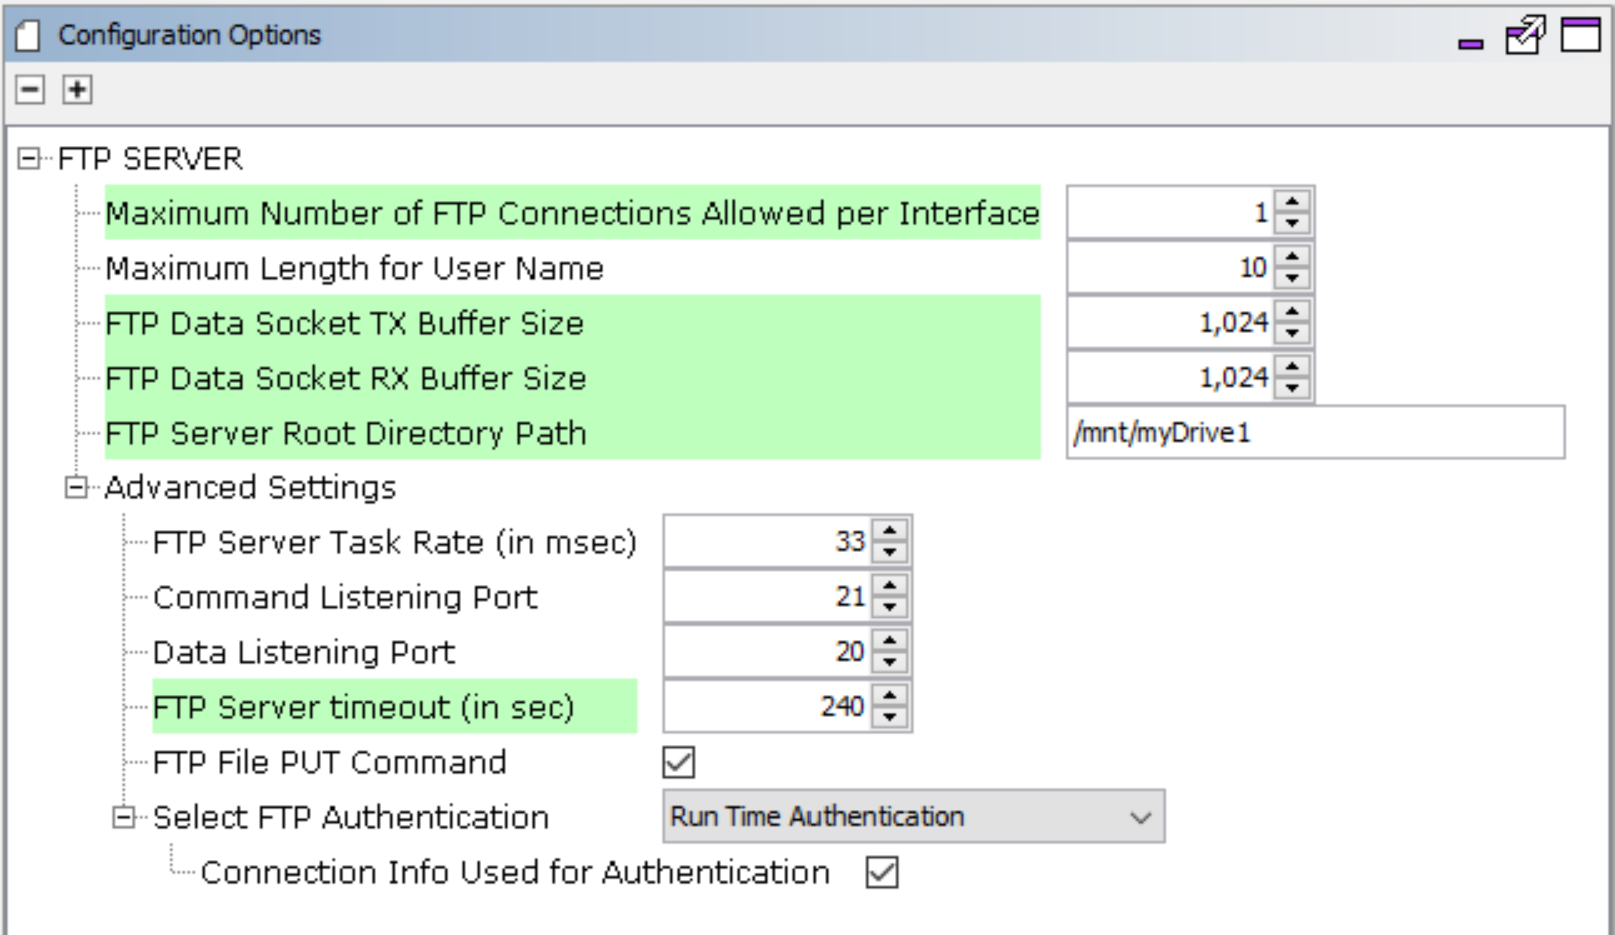 Configuration Options
FTP SERVER
Maximum Number of FTP Connections Allowed per Interface 1
Maximum Length for User Name 10
FTP Data Socket TX Buffer Size 1,024
FTP Data Socket RX Buffer Size 1,024
FTP Server Root Directory Path /mnt/myDrive1
Advanced Settings
FTP Server Task Rate (in msec) 33
Command Listening Port 21
Data Listening Port 20
FTP Server timeout (in sec) 240
FTP File PUT Command
Select FTP Authentication Run Time Authentication
Connection Info Used for Authentication